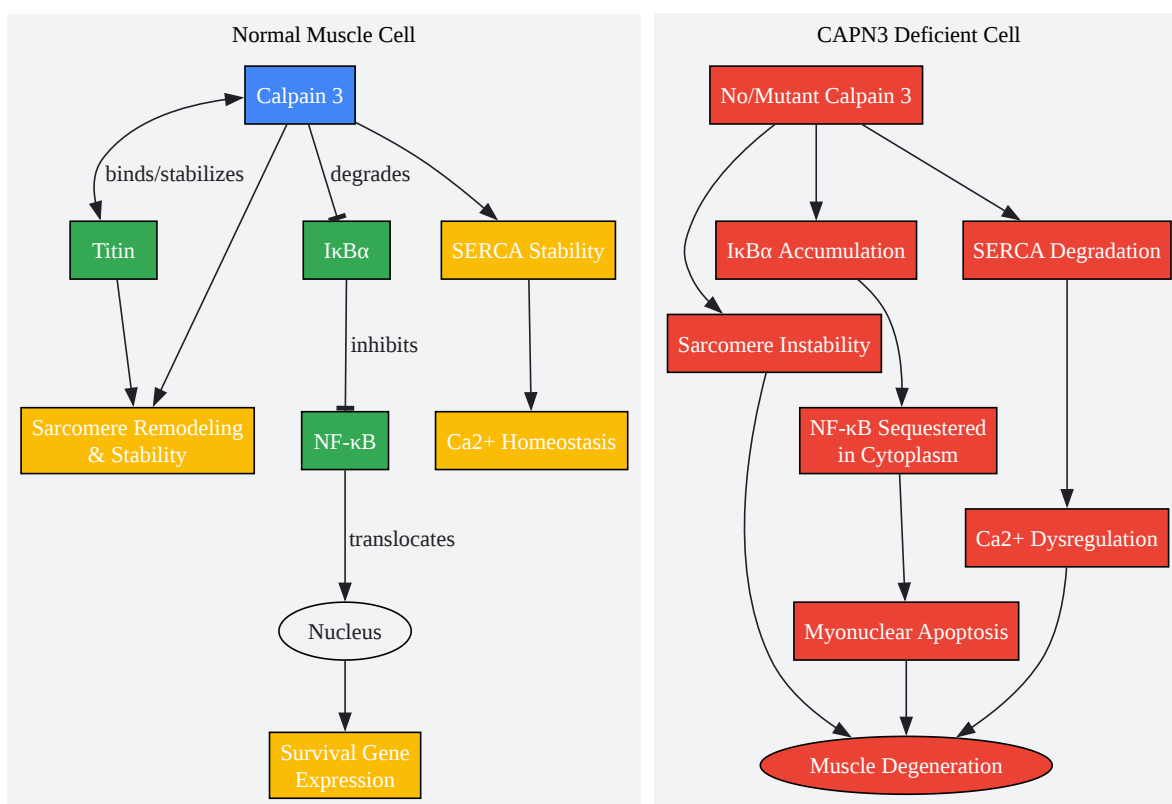 Normal Muscle Cell
Calpain 3
binds/stabilizes
degrades
Titin
IκBα
SERCA Stability
inhibits
Sarcomere Remodeling
& Stability
NF-κB
Ca2+ Homeostasis
translocates
Nucleus
Survival Gene
Expression
CAPN3 Deficient Cell
No/Mutant Calpain 3
IκBα Accumulation
SERCA Degradation
Sarcomere Instability
NF-κB Sequestered
in Cytoplasm
Ca2+ Dysregulation
Myonuclear Apoptosis
Muscle Degeneration